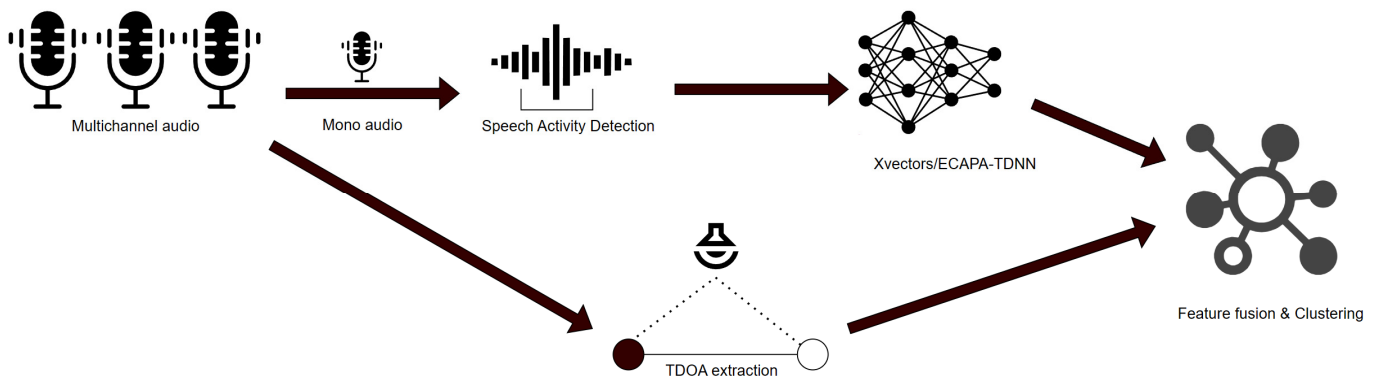 Multichannel audio
Mono audio
Speech Activity Detection
Xvectors/ECAPA-TDNN
TDOA extraction
Feature fusion & Clustering